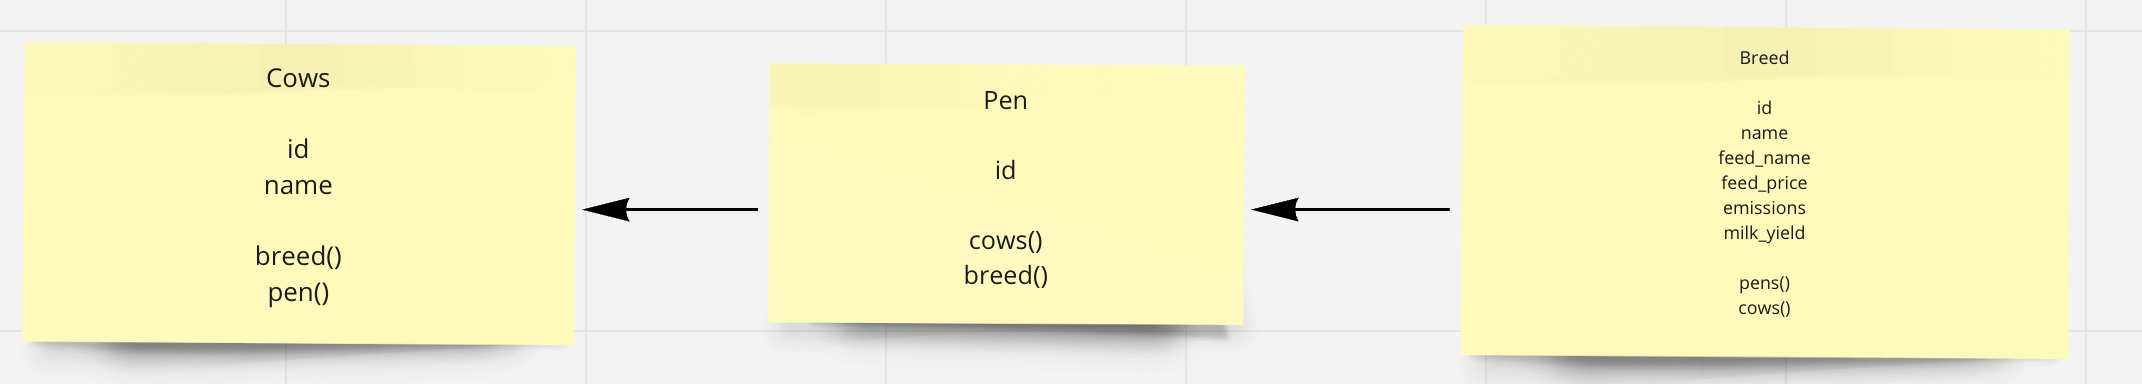 Cows
id
name
breed()
pen()
Pen
id
cows()
breed()
Breed
id
name
feed_name
feed_price
emissions
milk_yield
pens()
cows()